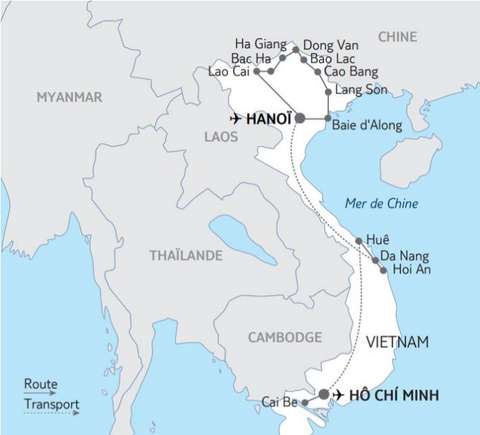 CHINE
Ha Giang
Dong Van
Bac Ha
Bao Lac
Lao Cai
Cao Bang
Lang Son
MYANMAR
HANOÏ
Baie d'Along
LAOS
Mer de Chine
Huê
THAÏLANDE
Da Nang
Hoi An
CAMBODGE
VIETNAM
Route
Transport
Cai Be
HÔ CHÍ MINH